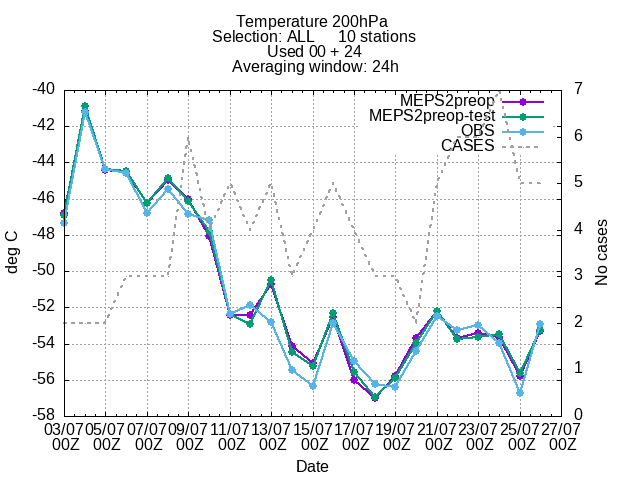 Temperature 200hPa
Selection: ALL      10 stations
Used 00 + 24
Averaging window: 24h
-40
-42
-44
-46
-48
-50
-52
-54
-56
-58
deg C
7
6
5
4
3
2
1
0
No cases
MEPS2preop
MEPS2preop-test
OBS
CASES
03/07 05/07 07/07 09/07 11/07 13/07 15/07 17/07 19/07 21/07 23/07 25/07 27/07
00Z 00Z 00Z 00Z 00Z 00Z 00Z 00Z 00Z 00Z 00Z 00Z 00Z
Date